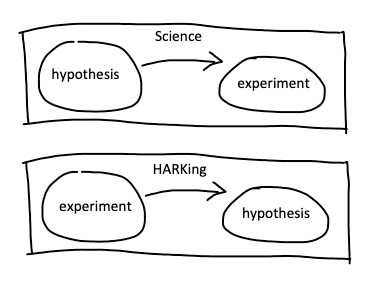 Science
hypothesis
experiment
HARKing
experiment
hypothesis